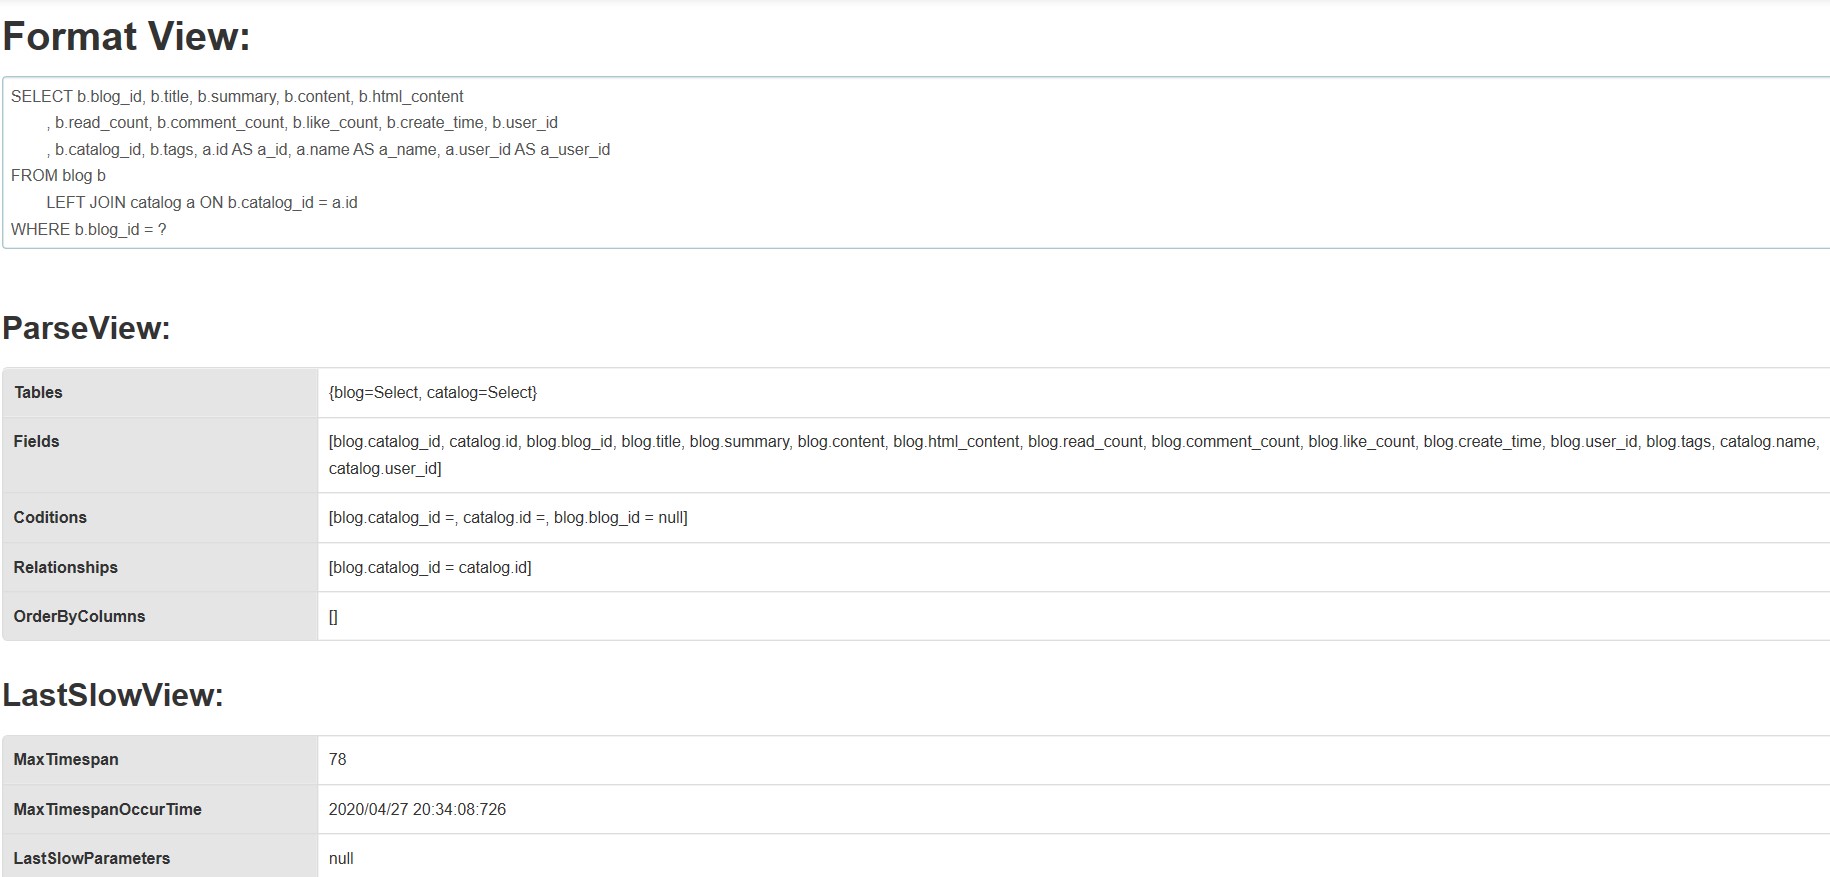 Format View:
SELECT b.blog_id, b.title, b.summary, b.content, b.html_content
, b.read_count, b.comment_count, b.like_count, b.create_time, b.user_id
, b.catalog_id, b.tags, a.id AS a_id, a.name AS a_name, a.user_id AS a_user_id
FROM blog b
LEFT JOIN catalog a ON b.catalog_id = a.id
WHERE b.blog_id = ?
ParseView:
Tables {blog=Select, catalog=Select}
Fields [blog.catalog_id, catalog.id, blog.blog_id, blog.title, blog.summary, blog.content, blog.html_content, blog.read_count, blog.comment_count, blog.like_count, blog.create_time, blog.user_id, blog.tags, catalog.name,
catalog.user_id]
Coditions [blog.catalog_id =, catalog.id =, blog.blog_id = null]
Relationships [blog.catalog_id = catalog.id]
OrderByColumns []
LastSlowView:
MaxTimespan 78
MaxTimespanOccurTime 2020/04/27 20:34:08:726
LastSlowParameters null